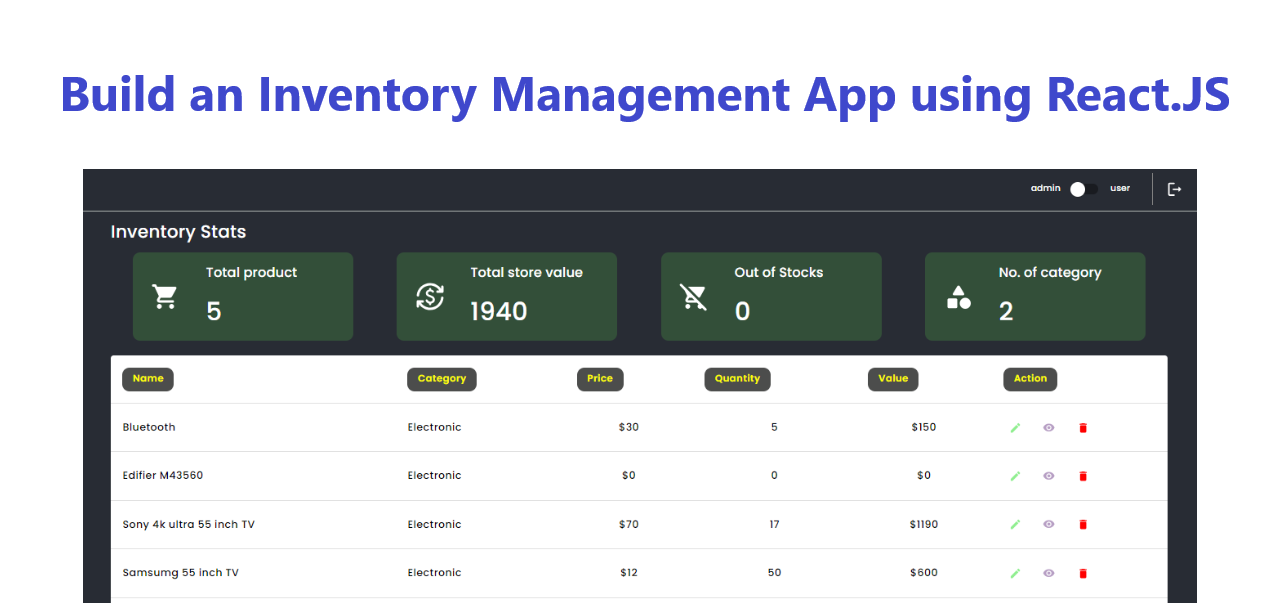 Build an Inventory Management App using React.JS
admin user
Inventory Stats
Total product Total store value Out of Stocks No. of category
5 1940 0 2
Name Category Price Quantity Value Action
Bluetooth Electronic $30 5 $150
Edifier M43560 Electronic $0 0 $0
Sony 4k ultra 55 inch TV Electronic $70 17 $1190
Samsumg 55 inch TV Electronic $12 50 $600